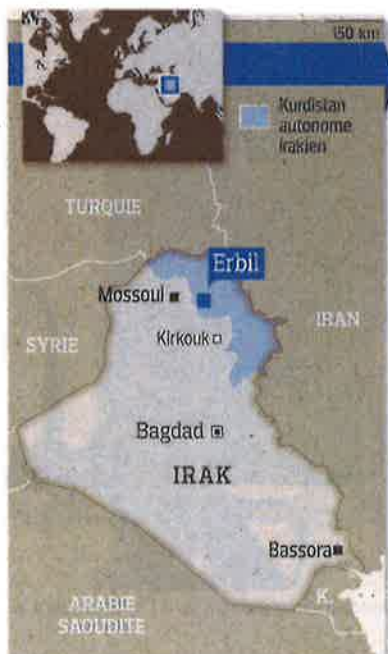 150 km
Kurdistan
autonome
irakien
TURQUIE
Erbil
Mossoul
IRAN
SYRIE
Kirkouk
Bagdad
IRAK
Bassora
K.
ARABIE
SAOUDITE